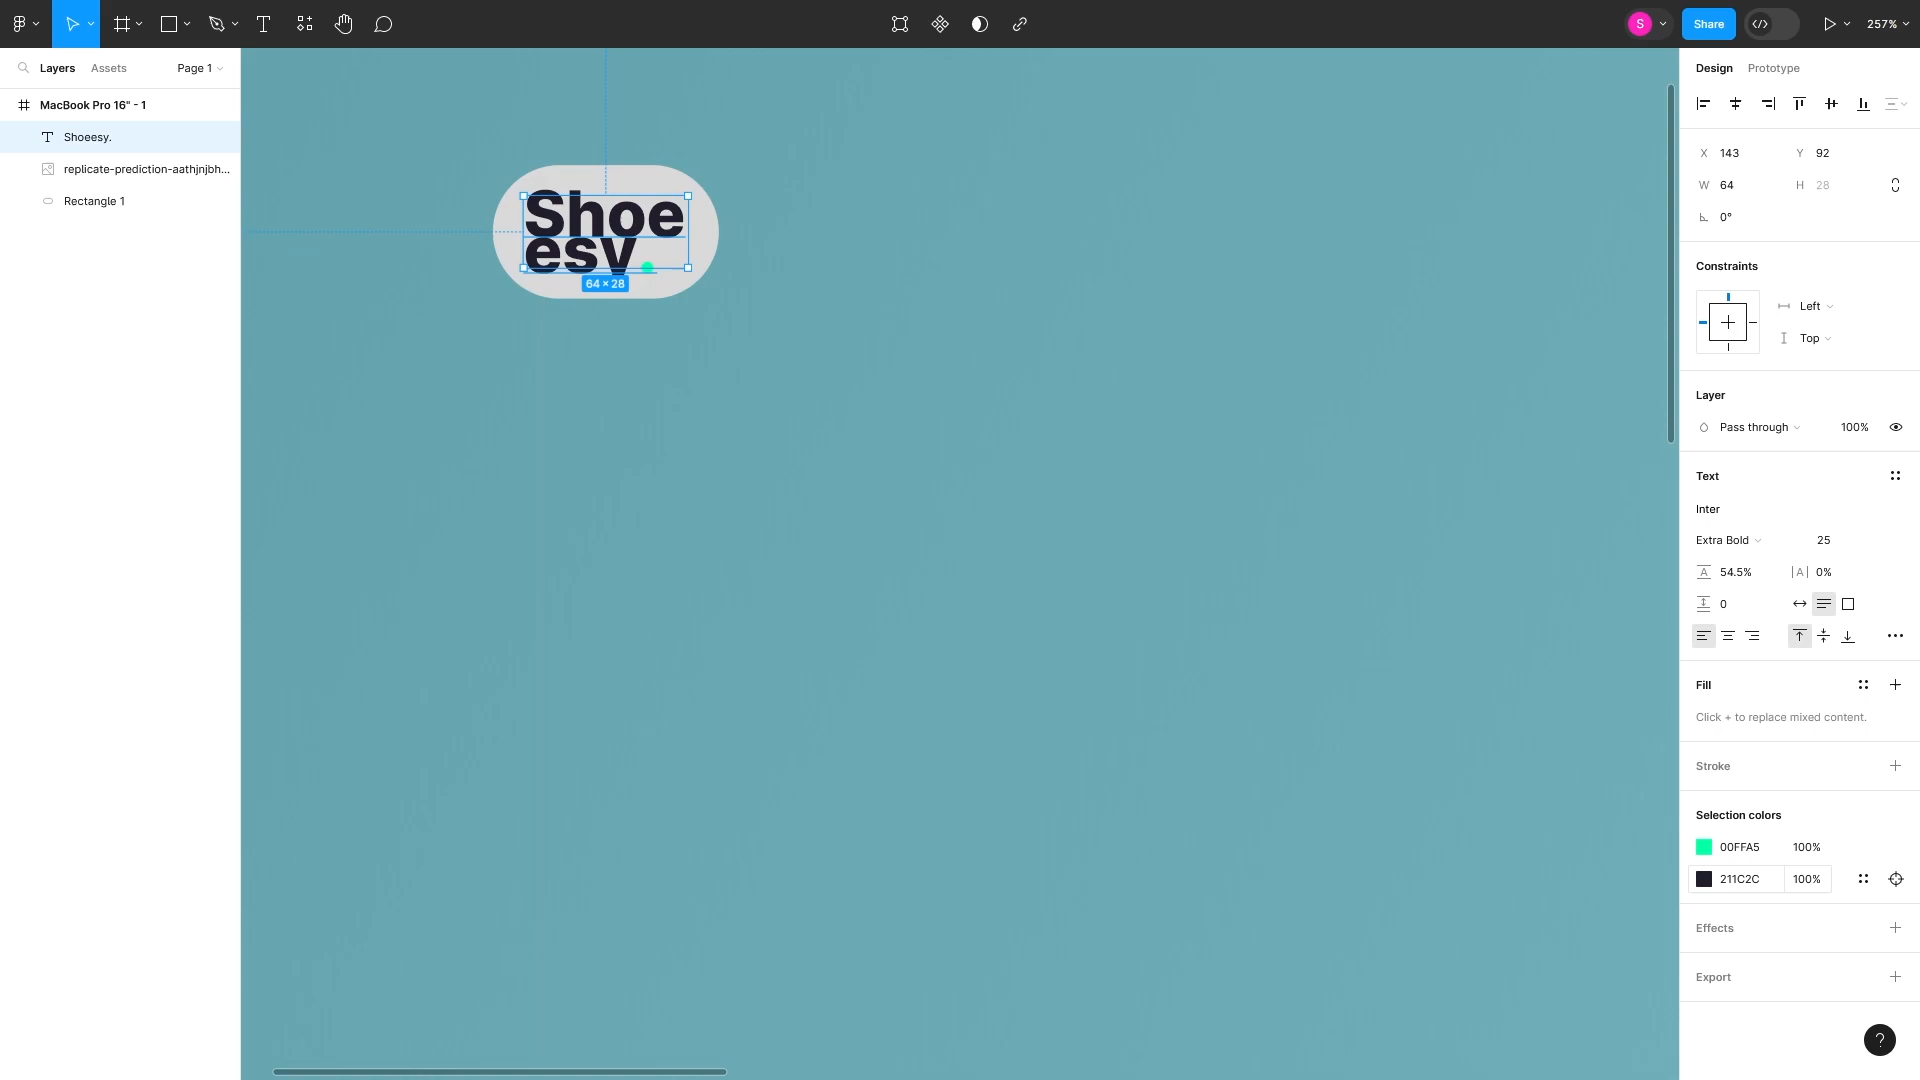 S
Share
257%
Layers
Assets
Page 1
MacBook Pro 16" - 1
Shoeesy.
replicate-prediction-aathjnjbh...
Rectangle 1
Shoe
esy.
64 × 28
Design
Prototype
X 143 Y 92
W 64 H 28
0°
Constraints
Left
Top
Layer
Pass through 100%
Text
Inter
Extra Bold 25
A 54.5% |A| 0%
0
Fill
Click + to replace mixed content.
Stroke
Selection colors
00FFA5 100%
211C2C 100%
Effects
Export
?